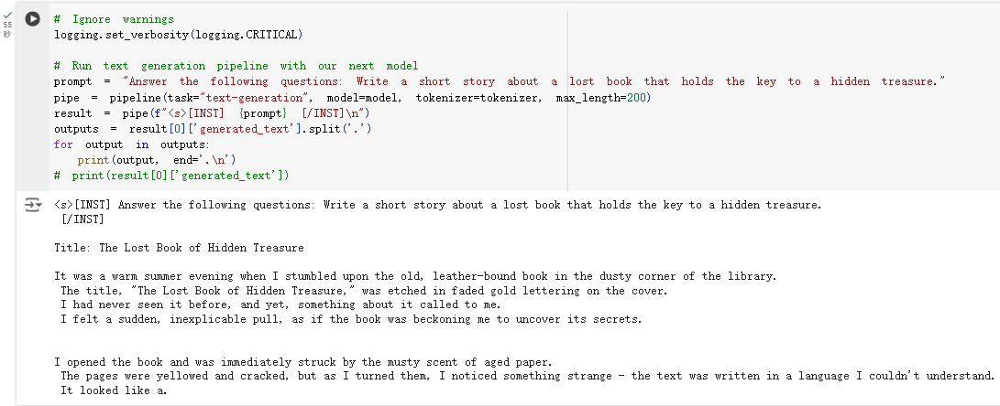 55
秒
# Ignore warnings
logging.set_verbosity(logging.CRITICAL)
# Run text generation pipeline with our next model
prompt = "Answer the following questions: Write a short story about a lost book that holds the key to a hidden treasure."
pipe = pipeline(task="text-generation", model=model, tokenizer=tokenizer, max_length=200)
result = pipe(f"<s>[INST] {prompt} [/INST]\n")
outputs = result[0]['generated_text'].split('.')
for output in outputs:
    print(output, end='.\n')
# print(result[0]['generated_text'])
<s>[INST] Answer the following questions: Write a short story about a lost book that holds the key to a hidden treasure.
 [/INST]
Title: The Lost Book of Hidden Treasure
It was a warm summer evening when I stumbled upon the old, leather-bound book in the dusty corner of the library.
 The title, "The Lost Book of Hidden Treasure," was etched in faded gold lettering on the cover.
 I had never seen it before, and yet, something about it called to me.
 I felt a sudden, inexplicable pull, as if the book was beckoning me to uncover its secrets.
I opened the book and was immediately struck by the musty scent of aged paper.
 The pages were yellowed and cracked, but as I turned them, I noticed something strange - the text was written in a language I couldn't understand.
 It looked like a.